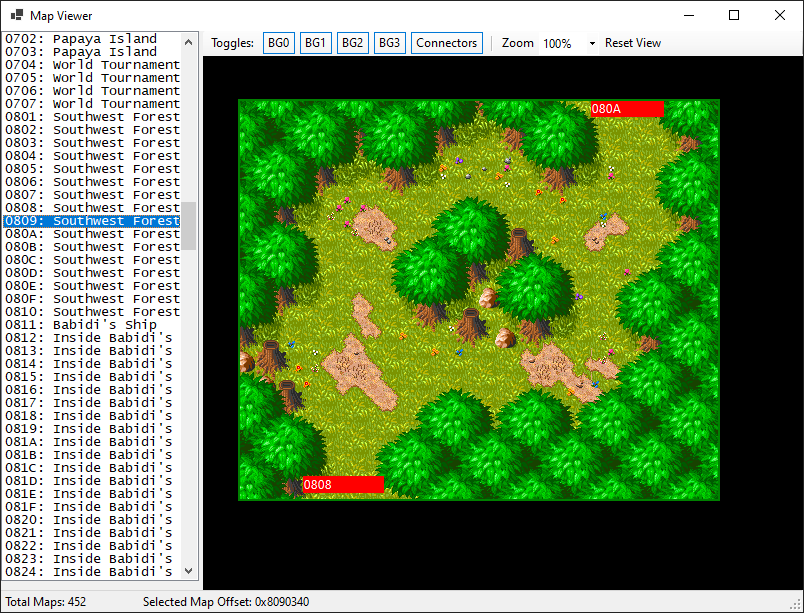 Map Viewer
0702: Papaya Island
0703: Papaya Island
0704: World Tournament
0705: World Tournament
0706: World Tournament
0707: World Tournament
0801: Southwest Forest
0802: Southwest Forest
0803: Southwest Forest
0804: Southwest Forest
0805: Southwest Forest
0806: Southwest Forest
0807: Southwest Forest
0808: Southwest Forest
0809: Southwest Forest
080A: Southwest Forest
080B: Southwest Forest
080C: Southwest Forest
080D: Southwest Forest
080E: Southwest Forest
080F: Southwest Forest
0810: Southwest Forest
0811: Babidi's Ship
0812: Inside Babidi's
0813: Inside Babidi's
0814: Inside Babidi's
0815: Inside Babidi's
0816: Inside Babidi's
0817: Inside Babidi's
0818: Inside Babidi's
0819: Inside Babidi's
081A: Inside Babidi's
081B: Inside Babidi's
081C: Inside Babidi's
081D: Inside Babidi's
081E: Inside Babidi's
081F: Inside Babidi's
0820: Inside Babidi's
0821: Inside Babidi's
0822: Inside Babidi's
0823: Inside Babidi's
0824: Inside Babidi's
Toggles: BG0 BG1 BG2 BG3 Connectors Zoom 100% Reset View
080A
0808
Total Maps: 452 Selected Map Offset: 0x8090340